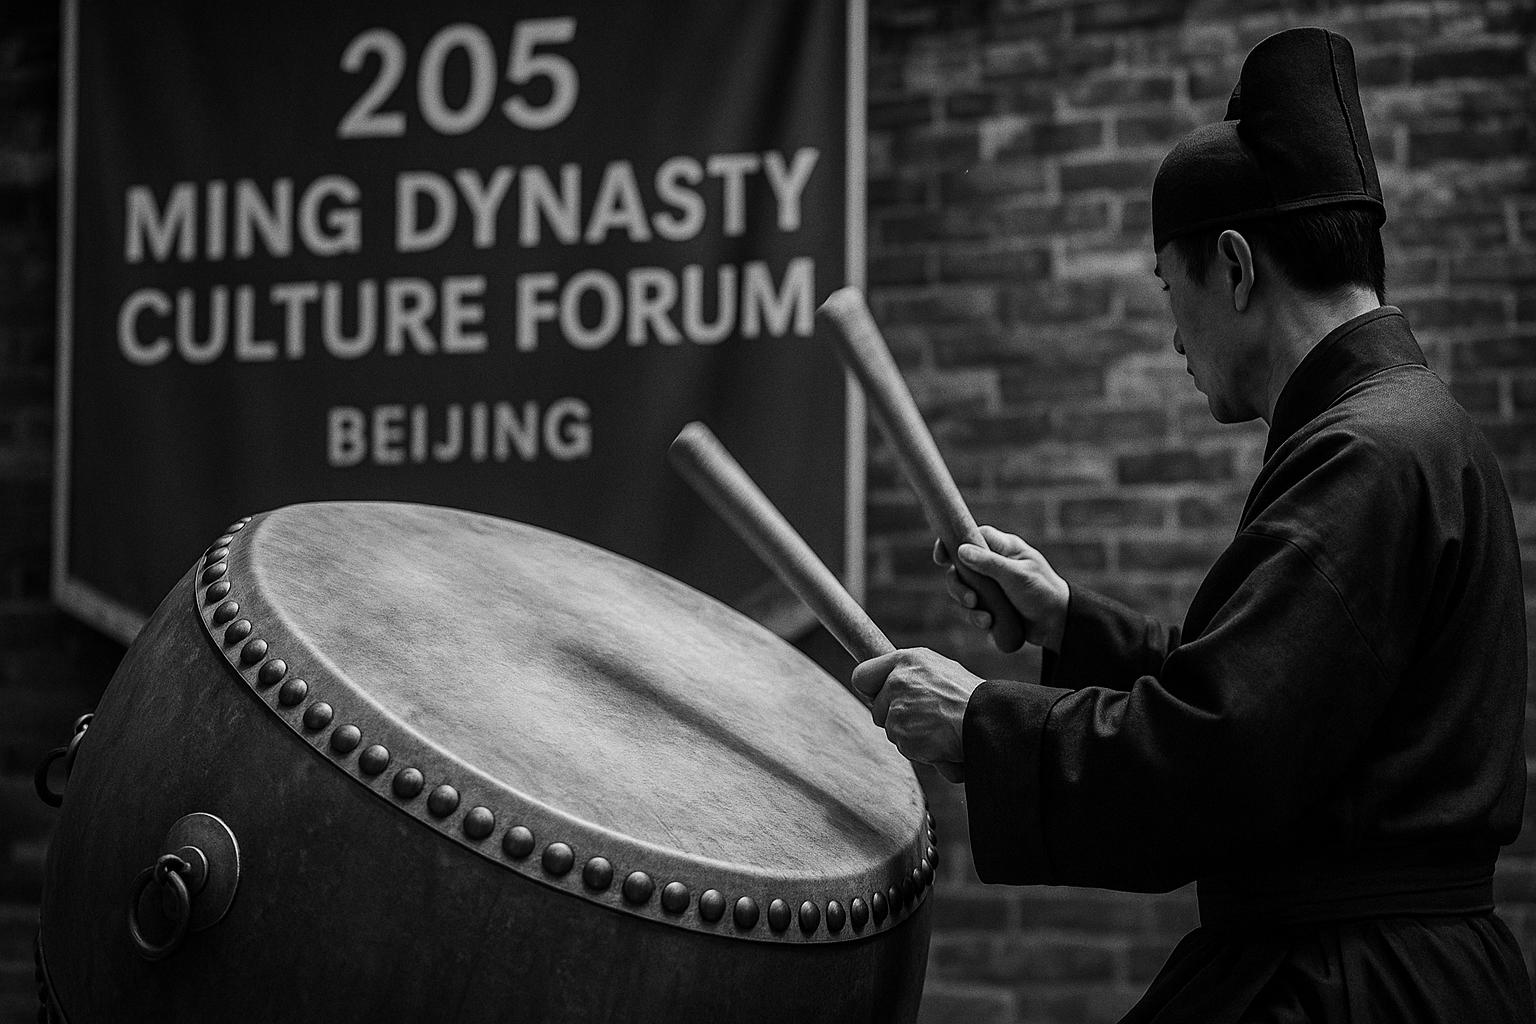 205
MING DYNASTY
CULTURE FORUM
BEIJING